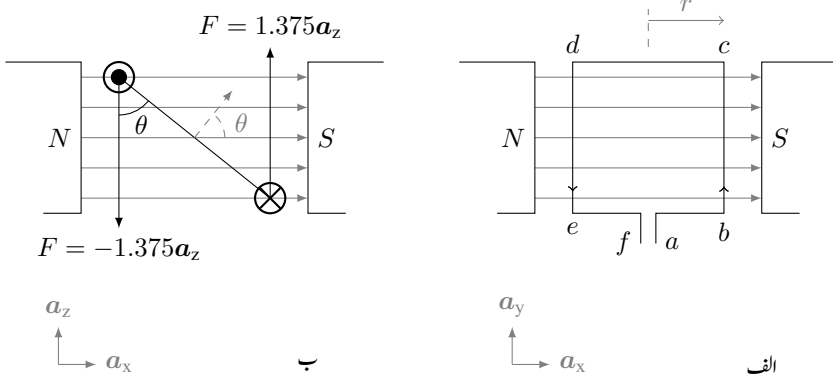 F = 1.375a_z
N
S
θ
θ
F = −1.375a_z
a_z
a_x
ب
r
d
c
N
S
e
f
a
b
a_y
a_x
الف